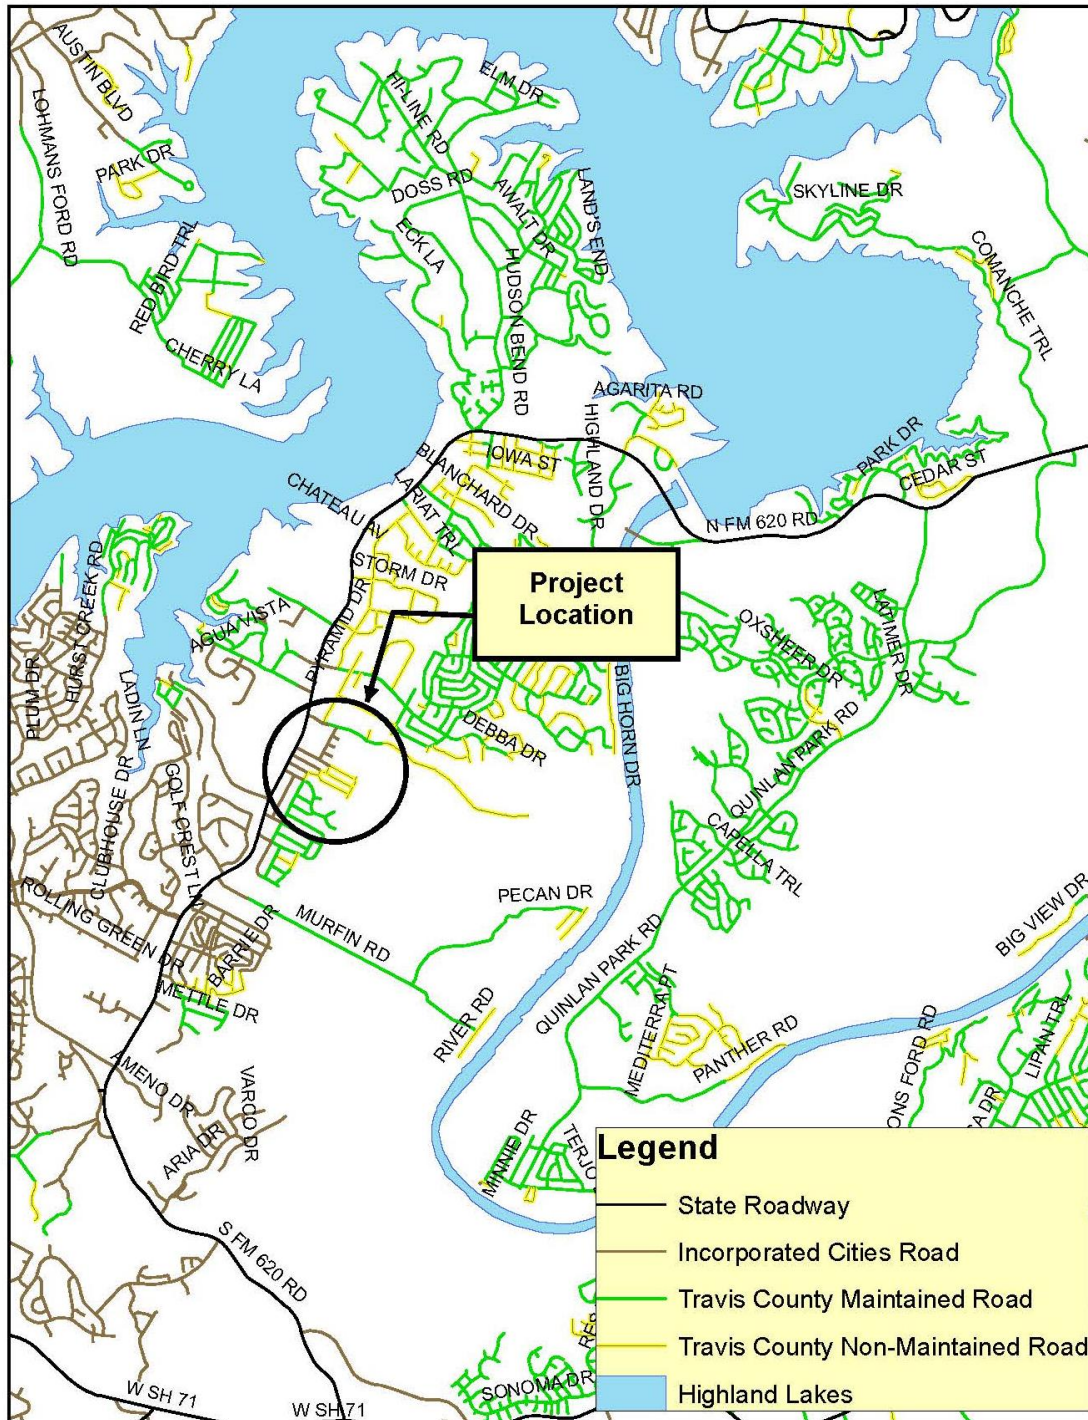 AUSTIN BLVD
LOHMANS FORD RD
PARK DR
RED BIRD TRL
CHERRY LA
HI-LINE RD
ELM DR
DOSS RD
AWALT DR
LAND'S END
ECK LA
HUDSON BEND RD
SKYLINE DR
COMANCHE TRL
AGARITA RD
HIGHLAND DR
IOWA ST
BLANCHARD DR
LARIAT TRL
CHATEAU AV
PARK DR
CEDAR ST
N FM 620 RD
STORM DR
PYRAMID DR
Project
Location
AGUA VISTA
HURST CREEK RD
PLUM DR
LADIN LN
CLUBHOUSE DR
GOLF CREST LN
DEBBA DR
BIG HORN DR
OXSHEER DR
LATIMER DR
QUINLAN PARK RD
CAPELLA TRL
ROLLING GREEN DR
BARRIE DR
METTLE DR
MURFIN RD
PECAN DR
RIVER RD
QUINLAN PARK RD
MEDITERRA PT
PANTHER RD
BIG VIEW DR
ONS FORD RD
LIPAN TRL
AMENO DR
VARCO DR
ARIA DR
MINNIE DR
S FM 620 RD
W SH 71
W SH 71
SONOMA DR
Legend
State Roadway
Incorporated Cities Road
Travis County Maintained Road
Travis County Non-Maintained Road
Highland Lakes